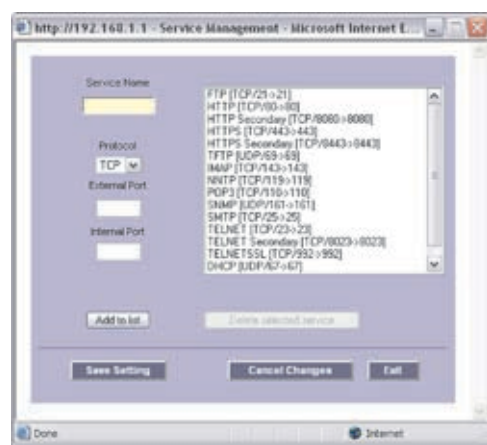 http://192.168.1.1 - Service Management - Microsoft Internet E...
Service Name
Protocol
TCP
External Port
Internal Port
FTP [TCP/21->21]
HTTP [TCP/80->80]
HTTP Secondary [TCP/8080->8080]
HTTPS [TCP/443->443]
HTTPS Secondary [TCP/8443->8443]
TFTP [UDP/69->69]
IMAP [TCP/143->143]
NNTP [TCP/119->119]
POP3 [TCP/110->110]
SNMP [UDP/161->161]
SMTP [TCP/25->25]
TELNET [TCP/23->23]
TELNET Secondary [TCP/8023->8023]
TELNETSSL [TCP/992->992]
DHCP [UDP/67->67]
Add to list
Delete selected service
Save Setting
Cancel Changes
Exit
Done
Internet